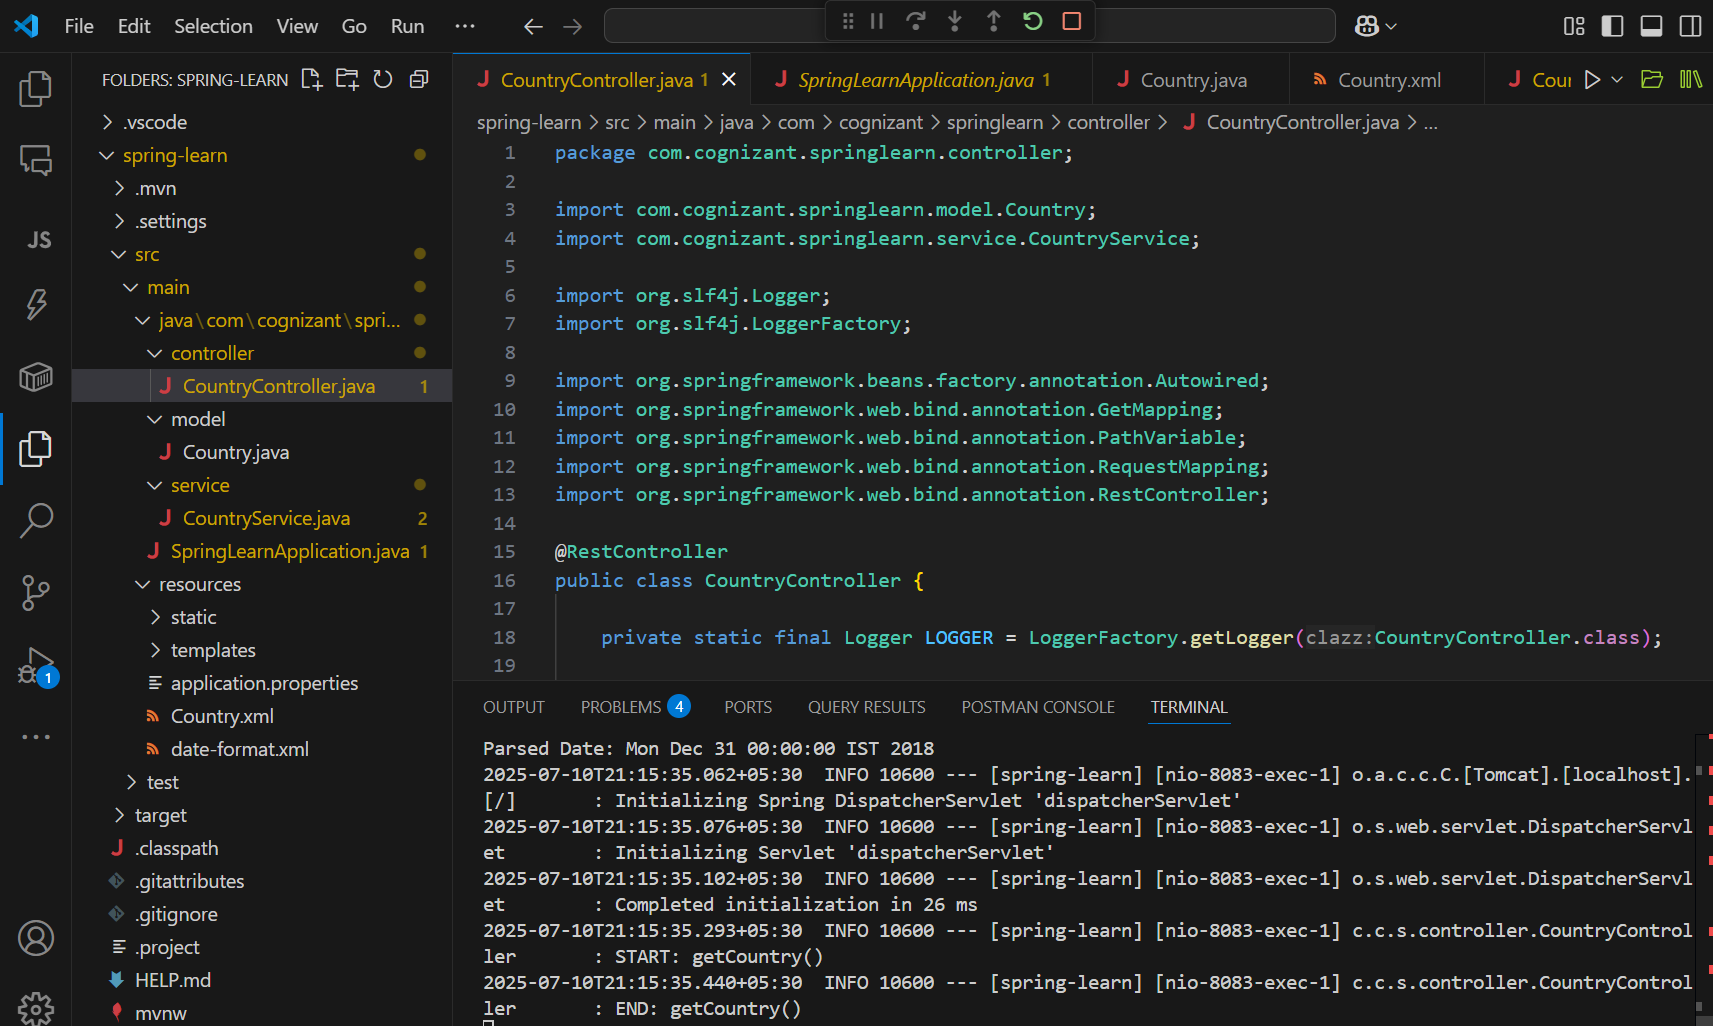 File Edit Selection View Go Run
FOLDERS: SPRING-LEARN
.vscode
spring-learn
.mvn
.settings
src
main
java\com\cognizant\spri...
controller
CountryController.java 1
model
Country.java
service
CountryService.java 2
SpringLearnApplication.java 1
resources
static
templates
application.properties
Country.xml
date-format.xml
test
target
.classpath
.gitattributes
.gitignore
.project
HELP.md
mvnw
JS
1
CountryController.java 1 SpringLearnApplication.java 1 Country.java Country.xml Cour
spring-learn > src > main > java > com > cognizant > springlearn > controller > CountryController.java > ...
1 package com.cognizant.springlearn.controller;
2
3 import com.cognizant.springlearn.model.Country;
4 import com.cognizant.springlearn.service.CountryService;
5
6 import org.slf4j.Logger;
7 import org.slf4j.LoggerFactory;
8
9 import org.springframework.beans.factory.annotation.Autowired;
10 import org.springframework.web.bind.annotation.GetMapping;
11 import org.springframework.web.bind.annotation.PathVariable;
12 import org.springframework.web.bind.annotation.RequestMapping;
13 import org.springframework.web.bind.annotation.RestController;
14
15 @RestController
16 public class CountryController {
17
18 private static final Logger LOGGER = LoggerFactory.getLogger(clazz:CountryController.class);
19
OUTPUT PROBLEMS 4 PORTS QUERY RESULTS POSTMAN CONSOLE TERMINAL
Parsed Date: Mon Dec 31 00:00:00 IST 2018
2025-07-10T21:15:35.062+05:30  INFO 10600 --- [spring-learn] [nio-8083-exec-1] o.a.c.c.C.[Tomcat].[localhost].
[/]       : Initializing Spring DispatcherServlet 'dispatcherServlet'
2025-07-10T21:15:35.076+05:30  INFO 10600 --- [spring-learn] [nio-8083-exec-1] o.s.web.servlet.DispatcherServl
et        : Initializing Servlet 'dispatcherServlet'
2025-07-10T21:15:35.102+05:30  INFO 10600 --- [spring-learn] [nio-8083-exec-1] o.s.web.servlet.DispatcherServl
et        : Completed initialization in 26 ms
2025-07-10T21:15:35.293+05:30  INFO 10600 --- [spring-learn] [nio-8083-exec-1] c.c.s.controller.CountryControl
ler       : START: getCountry()
2025-07-10T21:15:35.440+05:30  INFO 10600 --- [spring-learn] [nio-8083-exec-1] c.c.s.controller.CountryControl
ler       : END: getCountry()